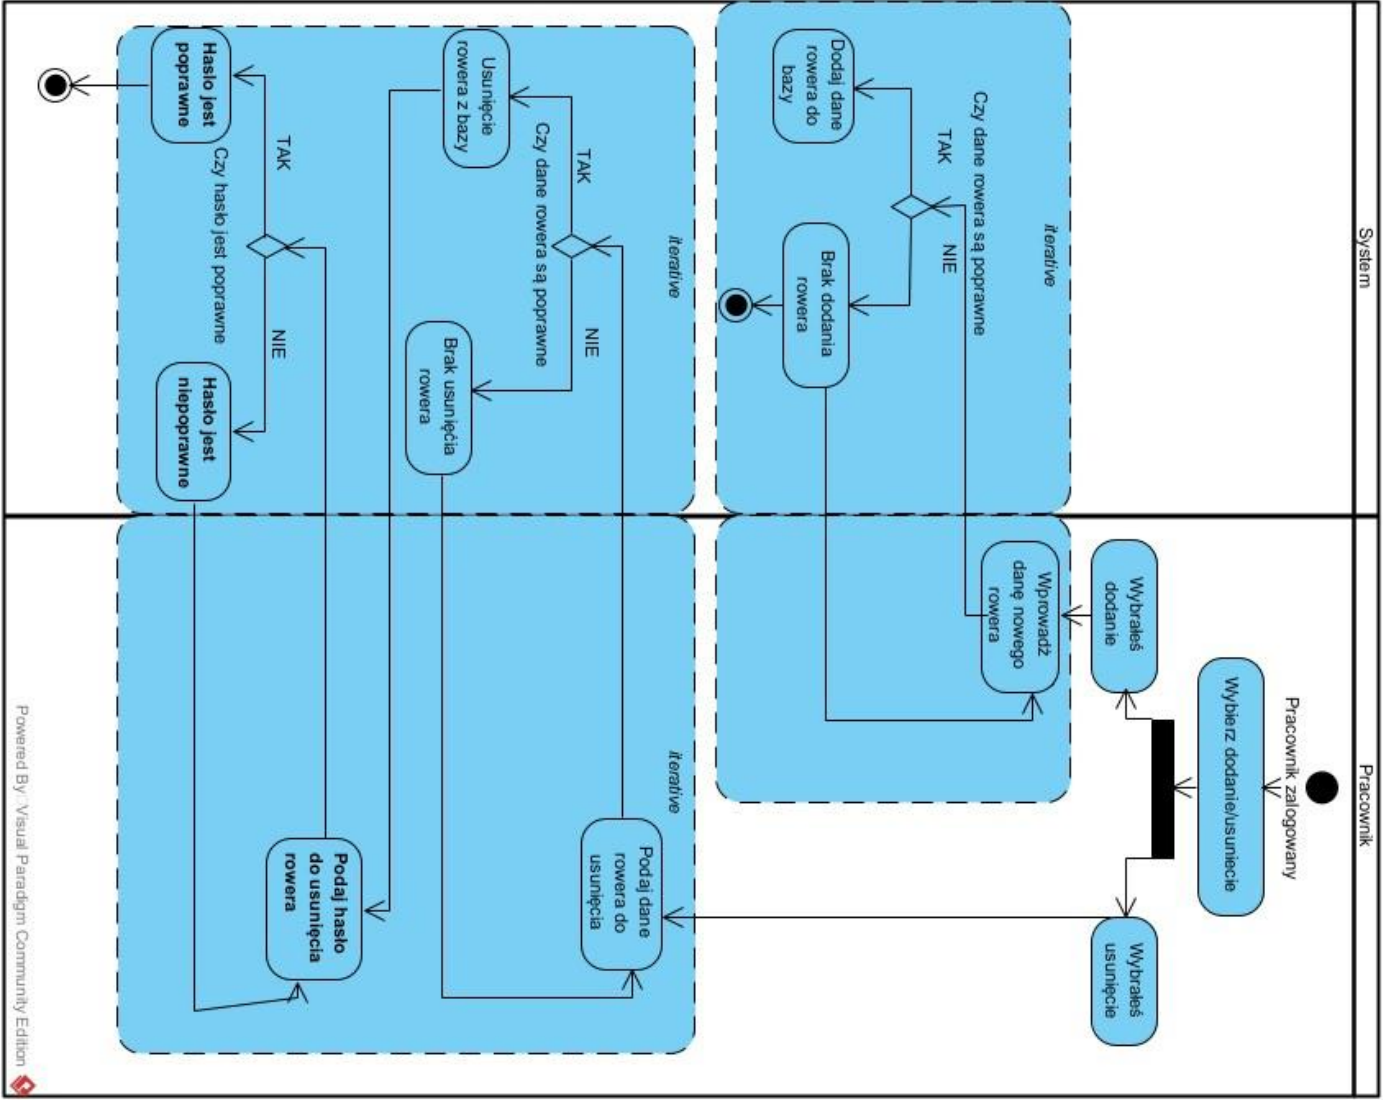 System
Pracownik
Pracownik zalogowany
Wybierz dodanie/usuniecie
Wybrałeś
dodanie
Wybrałeś
usunięcie
iterative
Czy dane rowera są poprawne
TAK
NIE
Dodaj dane
rowera do
bazy
Brak dodania
rowera
Wprowadź
danę nowego
rowera
iterative
iterative
TAK
NIE
Czy dane rowera są poprawne
Usunięcie
rowera z bazy
Brak usunięcia
rowera
Podaj dane
rowera do
usunięcia
TAK
NIE
Czy hasło jest poprawne
Hasło jest
poprawne
Hasło jest
niepoprawne
Podaj hasło
do usunięcia
rowera
Powered By: Visual Paradigm Community Edition